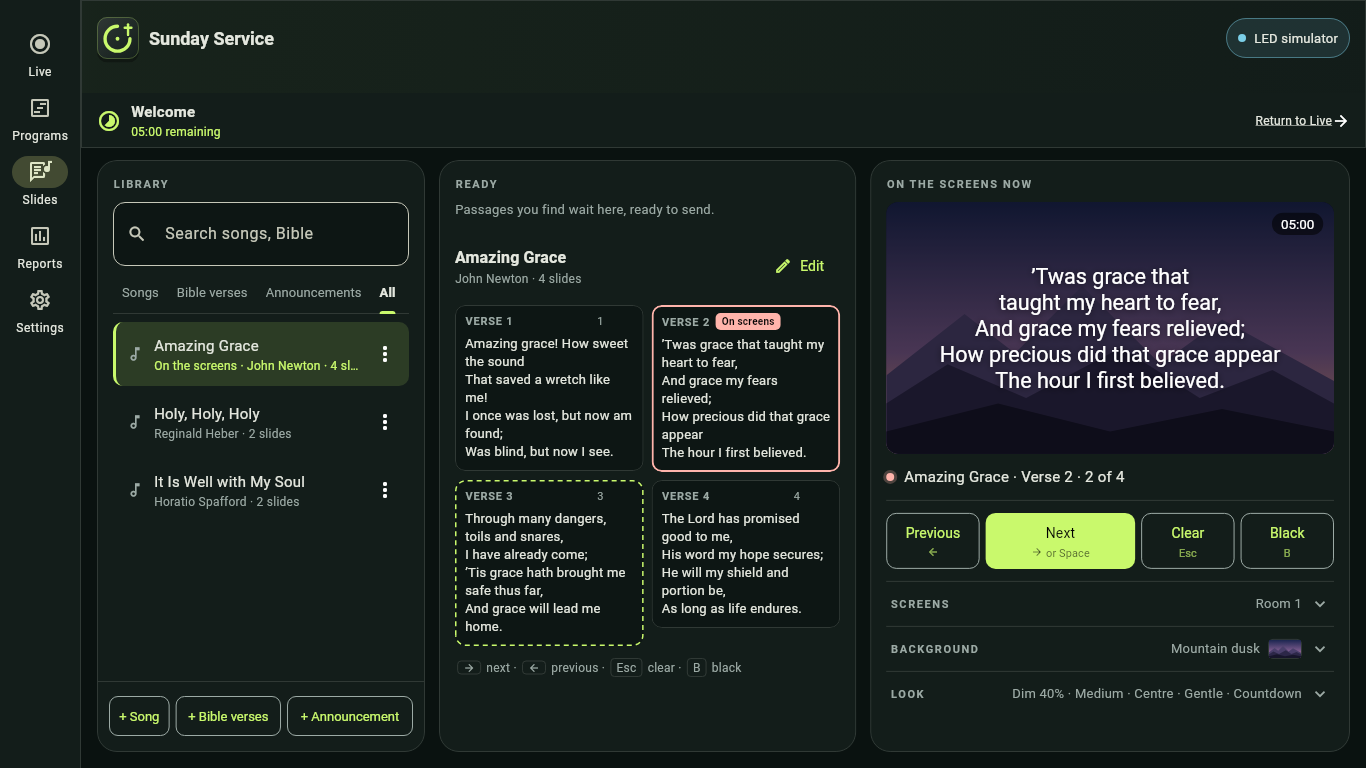 Sunday Service
LED simulator
Live
Programs
Slides
Reports
Settings
Welcome
05:00 remaining
Return to Live
LIBRARY
Search songs, Bible
Songs
Bible verses
Announcements
All
Amazing Grace
On the screens · John Newton · 4 sl…
Holy, Holy, Holy
Reginald Heber · 2 slides
It Is Well with My Soul
Horatio Spafford · 2 slides
+ Song
+ Bible verses
+ Announcement
READY
Passages you find wait here, ready to send.
Amazing Grace
John Newton · 4 slides
Edit
VERSE 1 1
Amazing grace! How sweet
the sound
That saved a wretch like
me!
I once was lost, but now am
found;
Was blind, but now I see.
VERSE 2 On screens
’Twas grace that taught my
heart to fear,
And grace my fears
relieved;
How precious did that grace
appear
The hour I first believed.
VERSE 3 3
Through many dangers,
toils and snares,
I have already come;
’Tis grace hath brought me
safe thus far,
And grace will lead me
home.
VERSE 4 4
The Lord has promised
good to me,
His word my hope secures;
He will my shield and
portion be,
As long as life endures.
→ next · ← previous · Esc clear · B black
ON THE SCREENS NOW
05:00
’Twas grace that
taught my heart to fear,
And grace my fears relieved;
How precious did that grace appear
The hour I first believed.
Amazing Grace · Verse 2 · 2 of 4
Previous
←
Next
→ or Space
Clear
Esc
Black
B
SCREENS
Room 1
BACKGROUND
Mountain dusk
LOOK
Dim 40% · Medium · Centre · Gentle · Countdown